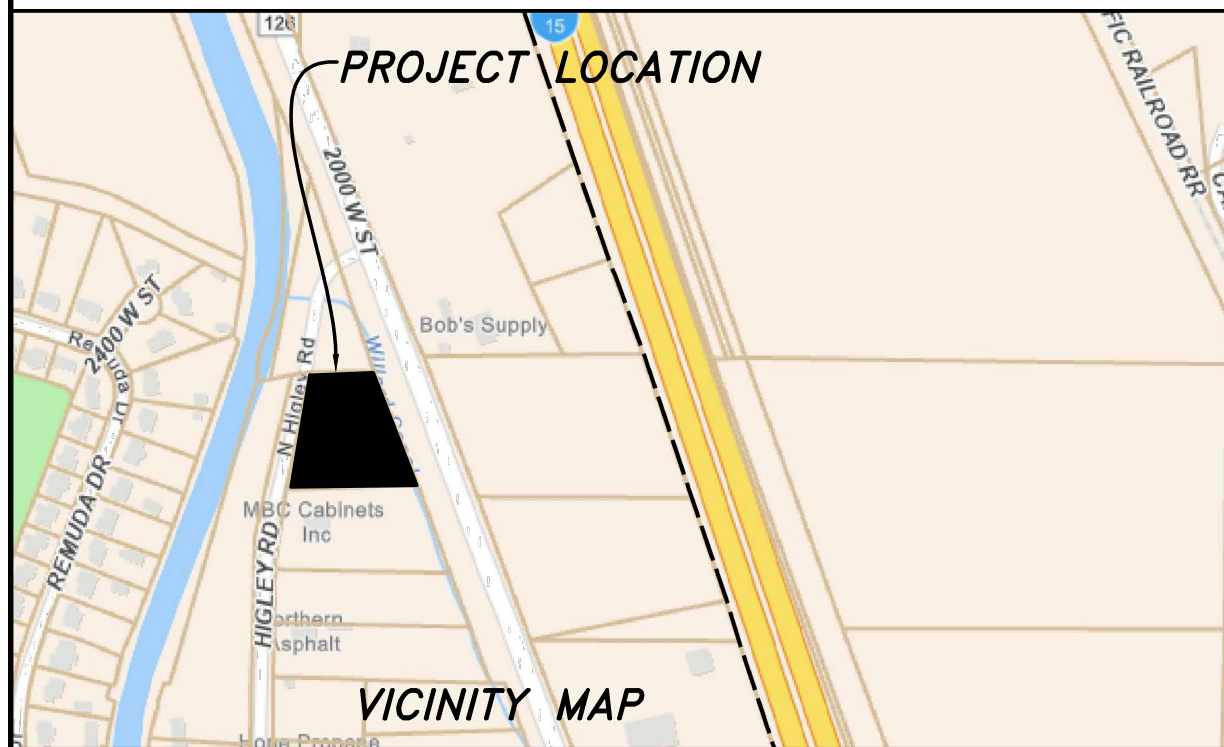 126
15
PROJECT LOCATION
FIC RAILROAD RR
2000 W ST
2400 W ST
Bob's Supply
N Higley Rd
MBC Cabinets
Inc
REMUDA DR
HIGLEY RD
orthern
Asphalt
VICINITY MAP